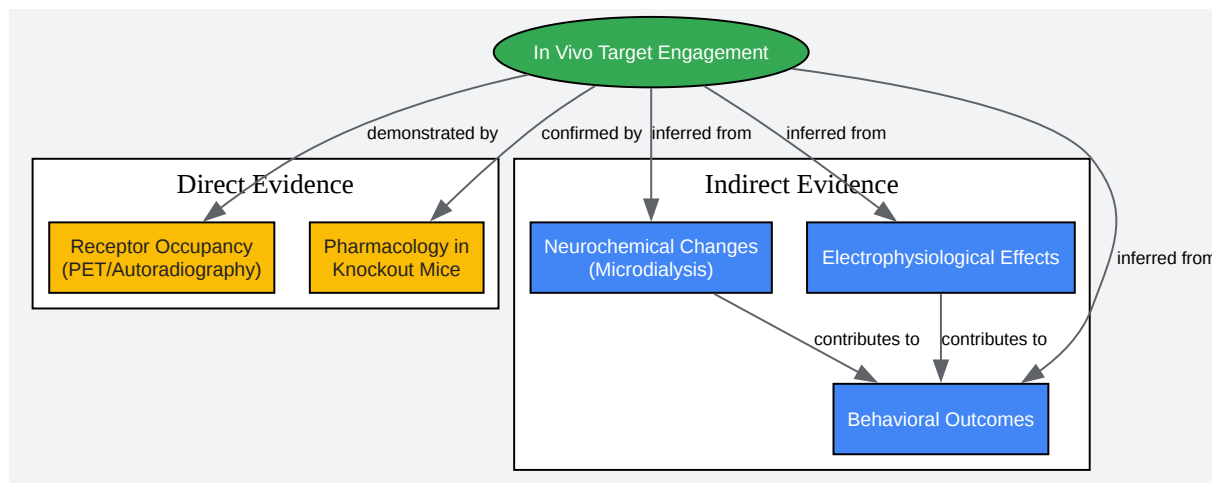 In Vivo Target Engagement
demonstrated by
confirmed by
inferred from
inferred from
Direct Evidence
Indirect Evidence
Receptor Occupancy
(PET/Autoradiography)
Pharmacology in
Knockout Mice
Neurochemical Changes
(Microdialysis)
Electrophysiological Effects
inferred from
contributes to
contributes to
Behavioral Outcomes